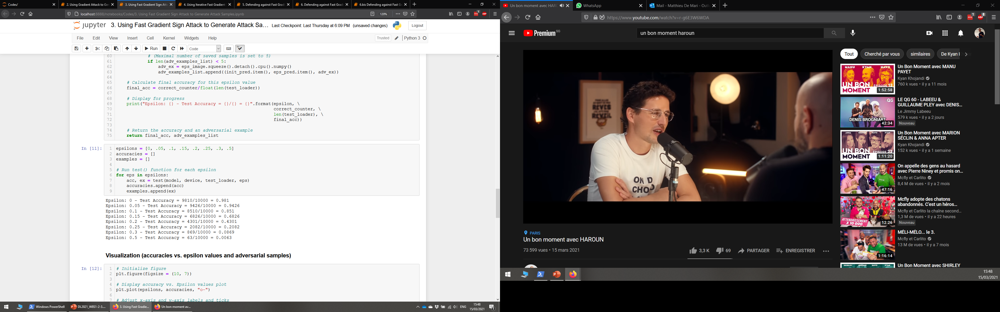 Codes/
2. Using Gradient Attack to Gen
3. Using Fast Gradient Sign Atta
4. Using Iterative Fast Gradient
5. Defending against Fast Gradi
6. Defending against Fast Gradi
6.bis Defending against Fast Gr
localhost:8888/notebooks/Codes/3. Using Fast Gradient Sign Attack to Generate Attack Samples.ipynb
120%
jupyter 3. Using Fast Gradient Sign Attack to Generate Attack Sa... Last Checkpoint: Last Thursday at 6:09 PM (unsaved changes)
Logout
File Edit View Insert Cell Kernel Widgets Help
Trusted
Python 3
Run
Code
60 # (Maximal number of saved samples is set to 5)
61 if len(adv_examples_list) < 5:
62 adv_ex = eps_image.squeeze().detach().cpu().numpy()
63 adv_examples_list.append((init_pred.item(), eps_pred.item(), adv_ex))
64
65 # Calculate final accuracy for this epsilon value
66 final_acc = correct_counter/float(len(test_loader))
67
68 # Display for progress
69 print("Epsilon: {} - Test Accuracy = {}/{} = {}".format(epsilon, \
70 correct_counter, \
71 len(test_loader), \
72 final_acc))
73
74 # Return the accuracy and an adversarial example
75 return final_acc, adv_examples_list
In [11]:
1 epsilons = [0, .05, .1, .15, .2, .25, .3, .5]
2 accuracies = []
3 examples = []
4
5 # Run test() function for each epsilon
6 for eps in epsilons:
7 acc, ex = test(model, device, test_loader, eps)
8 accuracies.append(acc)
9 examples.append(ex)
Epsilon: 0 - Test Accuracy = 9810/10000 = 0.981
Epsilon: 0.05 - Test Accuracy = 9426/10000 = 0.9426
Epsilon: 0.1 - Test Accuracy = 8510/10000 = 0.851
Epsilon: 0.15 - Test Accuracy = 6826/10000 = 0.6826
Epsilon: 0.2 - Test Accuracy = 4301/10000 = 0.4301
Epsilon: 0.25 - Test Accuracy = 2082/10000 = 0.2082
Epsilon: 0.3 - Test Accuracy = 869/10000 = 0.0869
Epsilon: 0.5 - Test Accuracy = 63/10000 = 0.0063
Visualization (accuracies vs. epsilon values and adversarial samples)
In [12]:
1 # Initialize figure
2 plt.figure(figsize = (10, 7))
3
4 # Display accuracy vs. Epsilon values plot
5 plt.plot(epsilons, accuracies, "o-")
6
7 # Adjust x-axis and y-axis labels and ticks
Windows PowerShell
DL2021_W8S1-2-3....
3. Using Fast Gradie...
Un bon moment av...
ENG
15:48
15/03/2021
Un bon moment avec HARO
WhatsApp
Mail - Matthieu De Mari - Outl
https://www.youtube.com/watch?v=r-g6E3W6WDA
1
8
ABP
Premium SG
un bon moment haroun
RÊVES
RÉVEIL
ON D
CHO
PARIS
Un bon moment avec HAROUN
73 599 vues • 15 mars 2021
3,3 K
69
PARTAGER
ENREGISTRER
Tout
Cherché par vous
similaires
De Kyan
MANU KYAN NAVO
UN BON MOMENT
ÉPISODE 13
1:52:58
Un Bon Moment avec MANU PAYET
Kyan Khojandi
760 k vues • il y a 11 mois
QG
DENIS BROGNIART
42:34
LE QG 60 - LABEEU & GUILLAUME PLEY avec DENIS...
Le Jimmy Labeeu
579 k vues • il y a 2 jours
Nouveau
ANNA MARION NAVO KYAN
UN BON MOMENT
ÉPISODE 33
1:11:20
Un Bon Moment avec MARION SÉCLIN & ANNA APTER
Kyan Khojandi
152 k vues • il y a 1 semaine
WALK
47:16
On appelle des gens au hasard avec Pierre Niney et promis on...
Mcfly et Carlito
8,4 M de vues • il y a 2 mois
ATTENDRISSEMENT X 10 000
12:26
Mcfly adopte des chatons abandonnés. C'est un héros...
Mcfly et Carlito la chaîne second...
1,3 M de vues • il y a 22 heures
Nouveau
1:16:14
MÉLI-MÉLO... le 3.
Mcfly et Carlito
13 M de vues • il y a 7 mois
SHIRLEY JEREMIE NAVO KYAN
Un Bon Moment avec SHIRLEY
15:48
15/03/2021